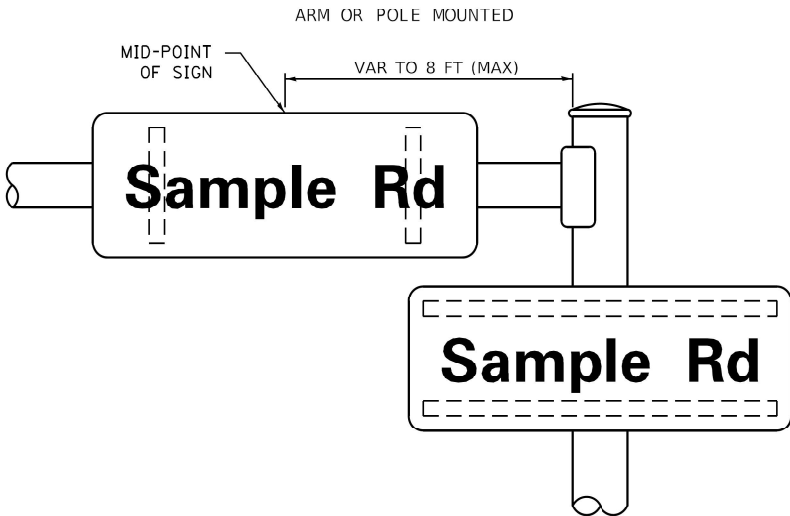 ARM OR POLE MOUNTED
MID-POINT
OF SIGN
VAR TO 8 FT (MAX)
Sample Rd
Sample Rd